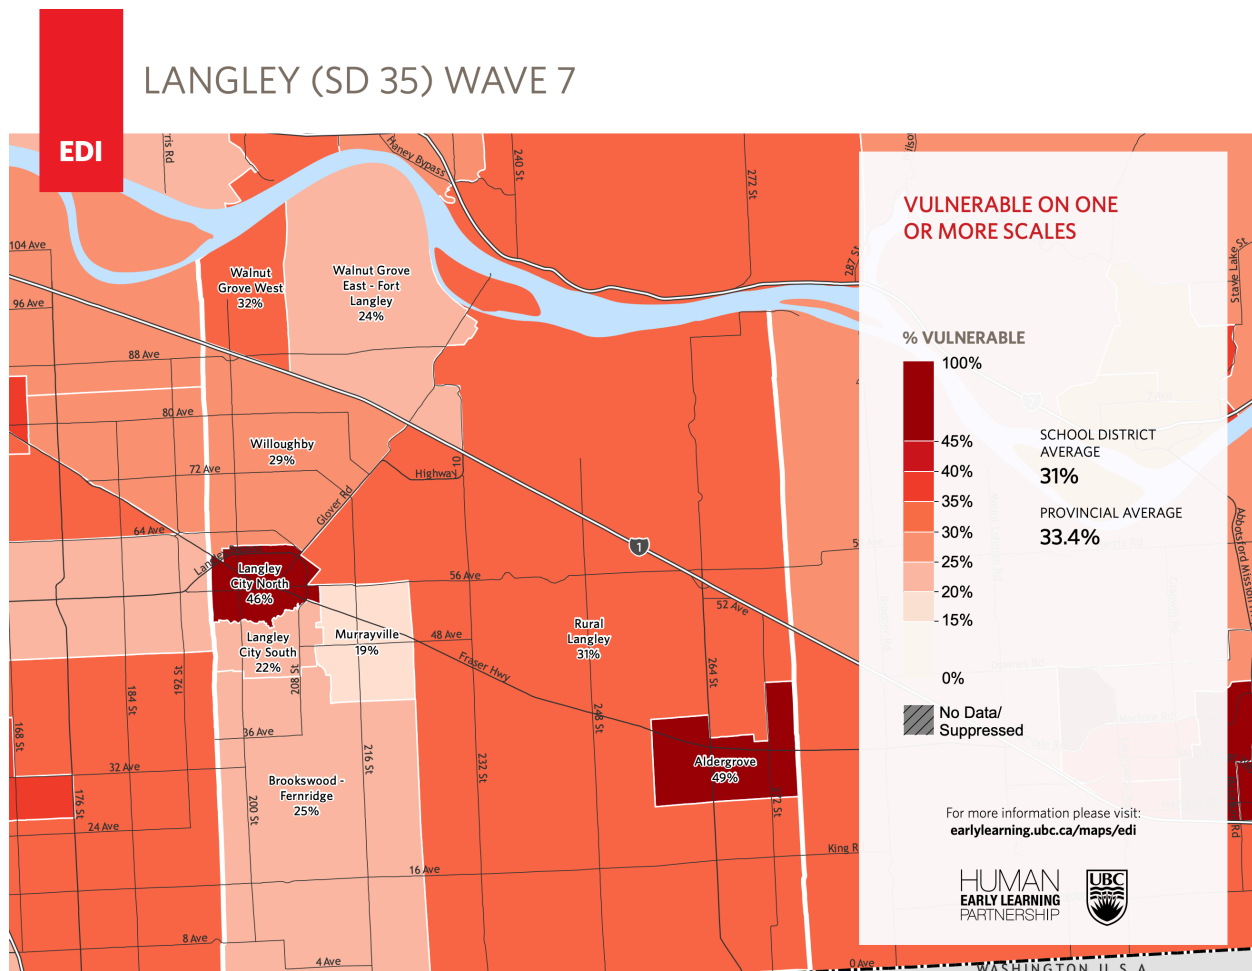 LANGLEY (SD 35) WAVE 7
EDI
Haney Bypass
240 St
272 St
287 St
104 Ave
96 Ave
88 Ave
80 Ave
72 Ave
64 Ave
Walnut
Grove West
32%
Walnut Grove
East - Fort
Langley
24%
Willoughby
29%
Highway 10
Glover Rd
1
Langley
City North
46%
56 Ave
52 Ave
Langley
City South
22%
Murrayville
19%
48 Ave
Fraser Hwy
Rural
Langley
31%
192 St
208 St
184 St
168 St
176 St
36 Ave
32 Ave
24 Ave
200 St
216 St
232 St
248 St
264 St
Brookswood -
Fernridge
25%
Aldergrove
49%
16 Ave
King R
8 Ave
4 Ave
0 Ave
WASHINGTON U.S.A.
Stave Lake St
VULNERABLE ON ONE
OR MORE SCALES
% VULNERABLE
100%
45%
40%
35%
30%
25%
20%
15%
0%
SCHOOL DISTRICT
AVERAGE
31%
PROVINCIAL AVERAGE
33.4%
No Data/
Suppressed
For more information please visit:
earlylearning.ubc.ca/maps/edi
HUMAN
EARLY LEARNING
PARTNERSHIP
UBC